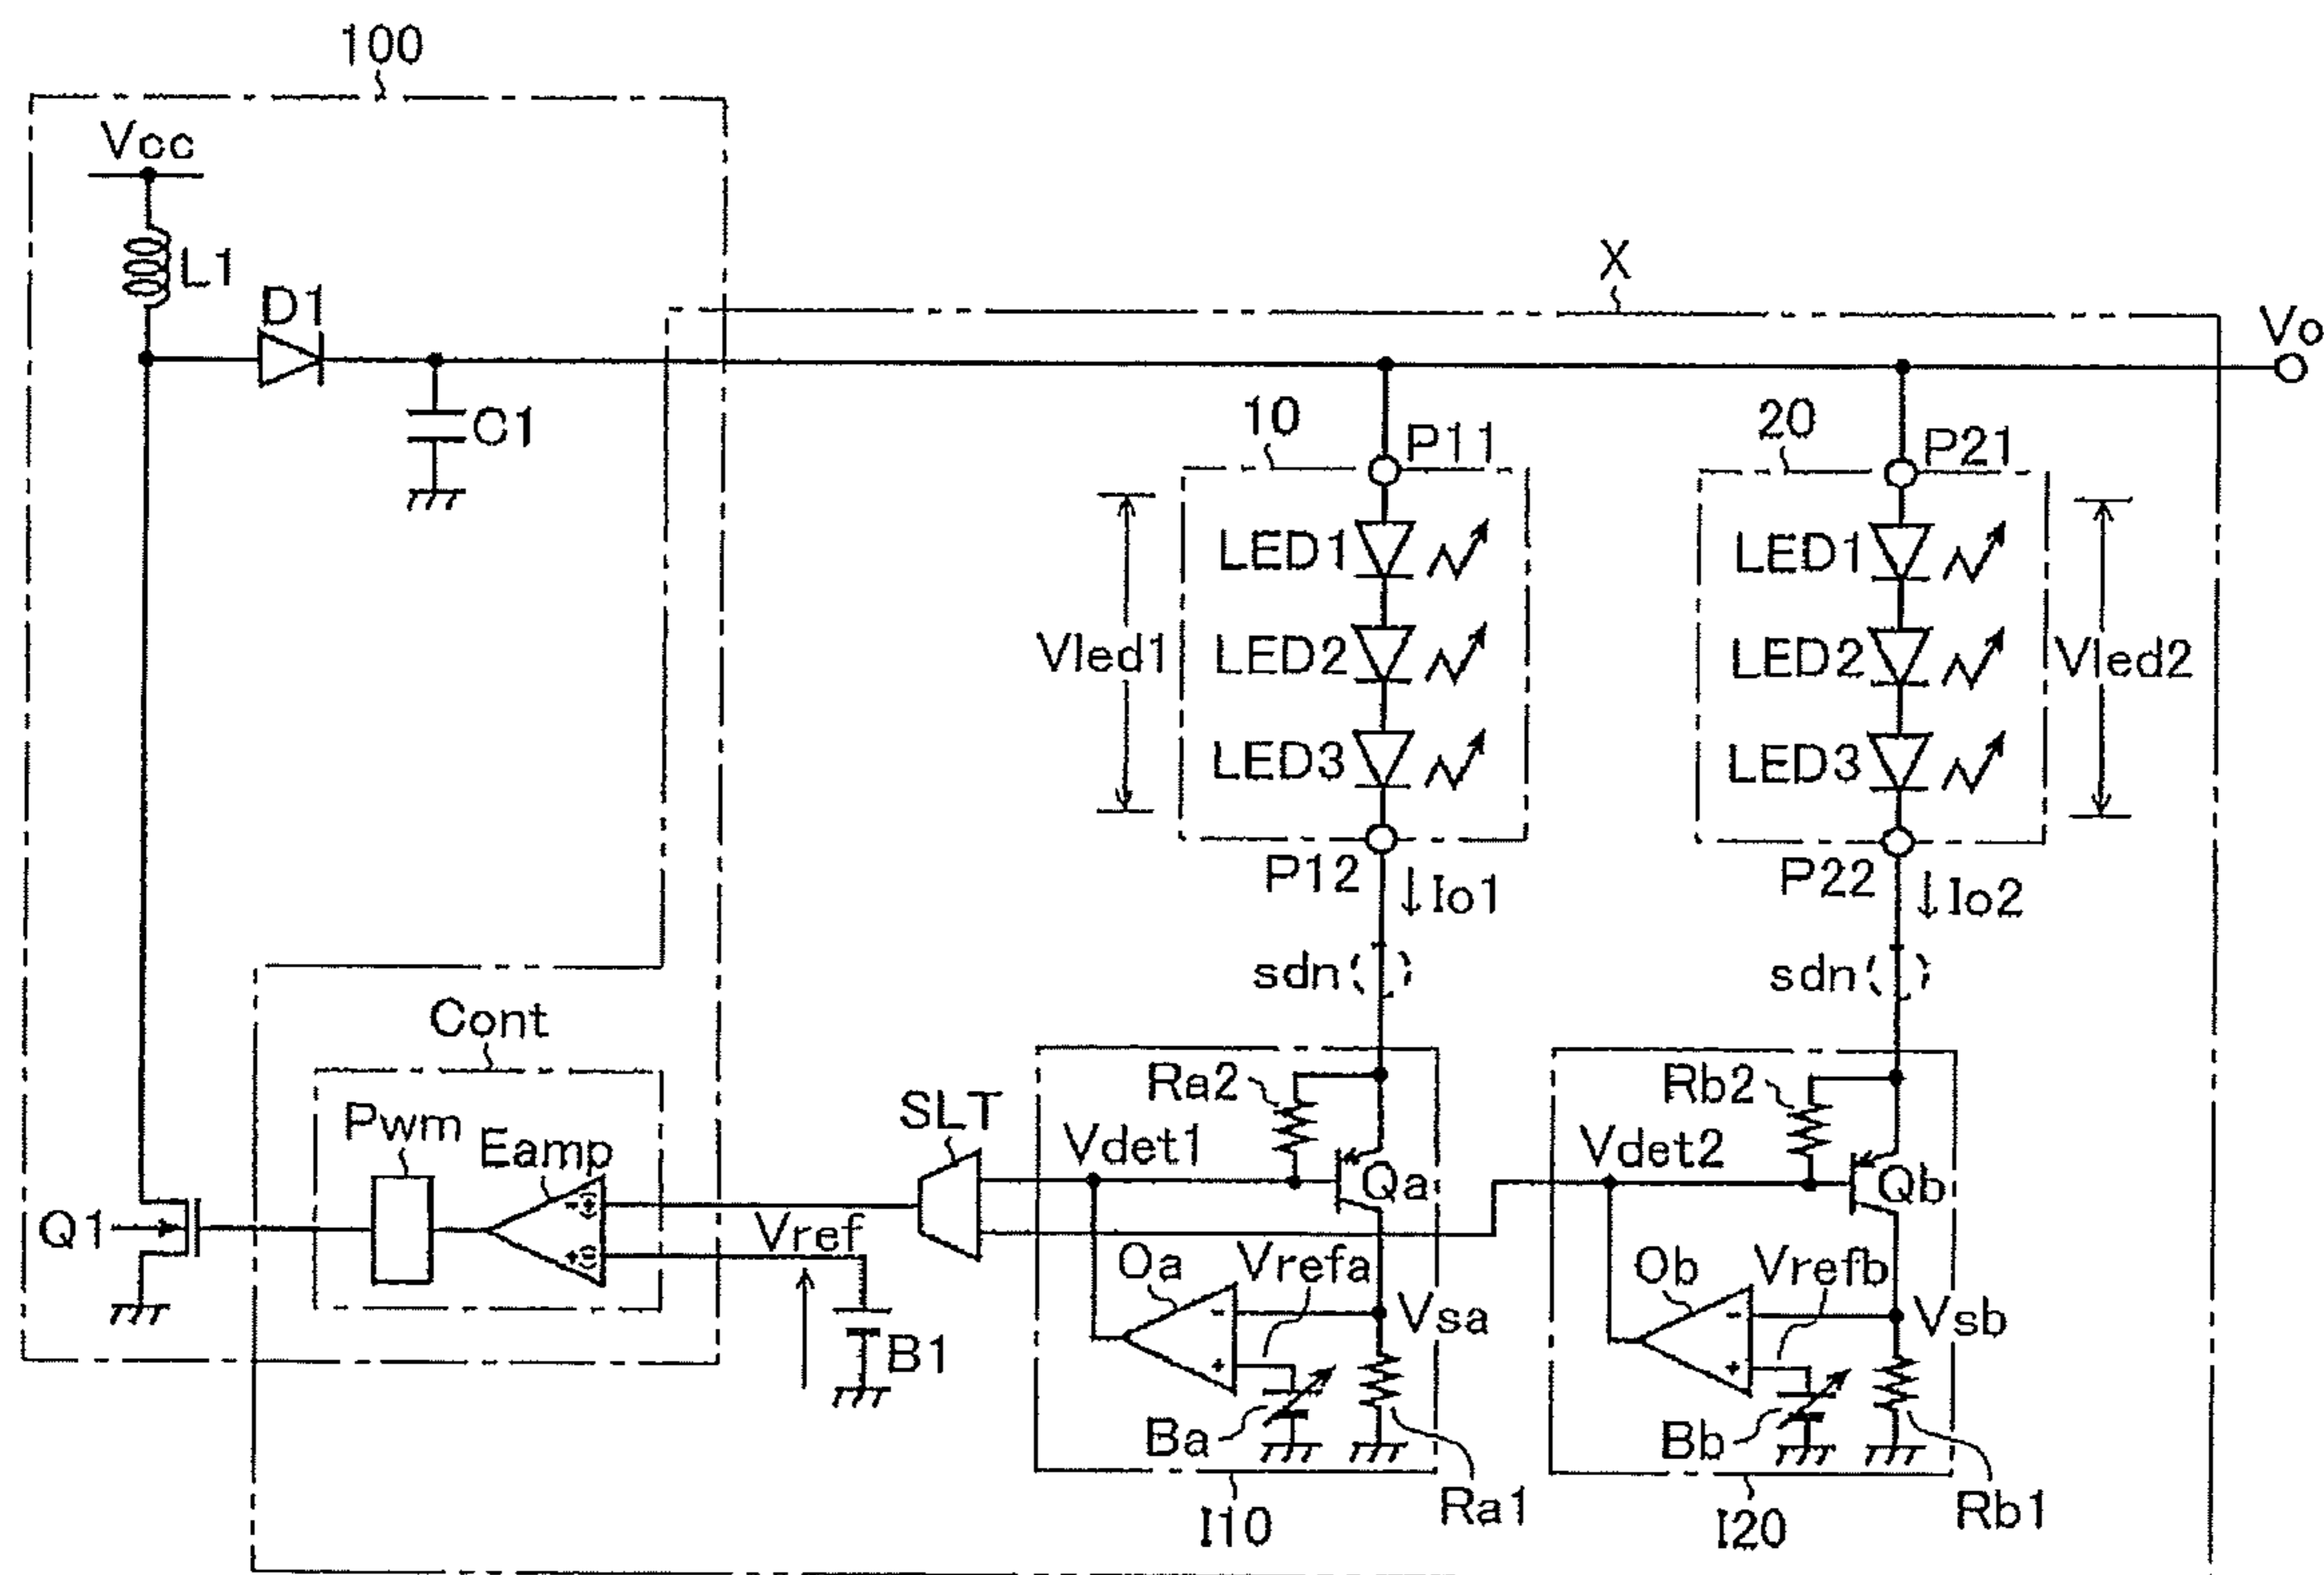 100
Vcc
L1
D1
C1
X
Vo
10
P11
20
P21
LED1
LED1
Vled1
LED2
LED2
Vled2
LED3
LED3
P12
Io1
P22
Io2
sdn
sdn
Cont
Pwm
Eamp
SLT
Ra2
Rb2
Vdet1
Vdet2
Qa
Qb
Q1
-(+)
+(-)
Vref
Oa
Vrefa
Ob
Vrefb
-
-
Vsa
Vsb
+
+
B1
Ba
Bb
Ra1
Rb1
I10
I20